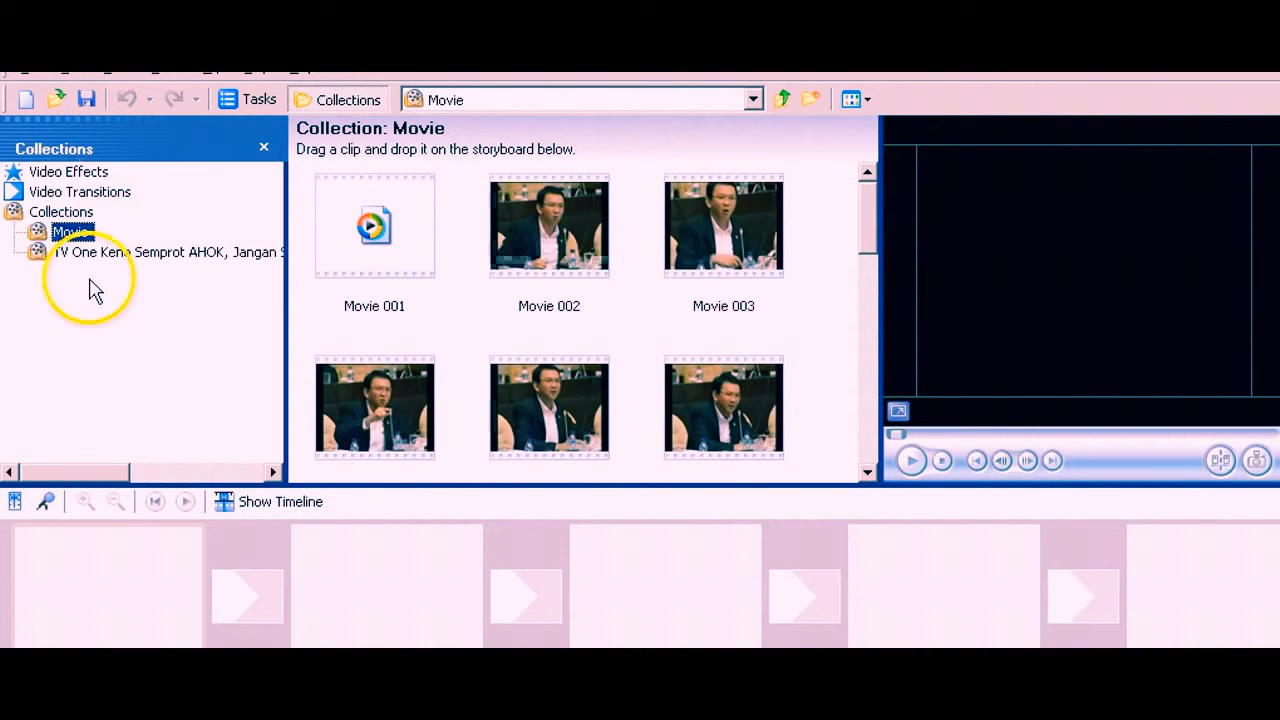 Tasks Collections Movie
Collections
Collection: Movie
Drag a clip and drop it on the storyboard below.
Video Effects
Video Transitions
Collections
Movie
TV One Kena Semprot AHOK, Jangan S
Movie 001 Movie 002 Movie 003
Show Timeline